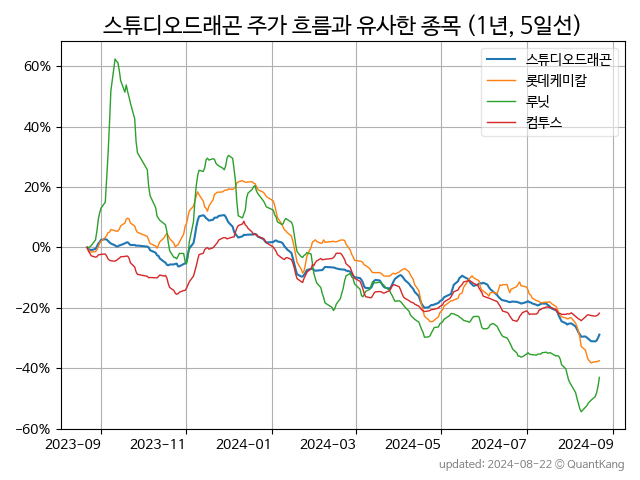 스튜디오드래곤 주가 흐름과 유사한 종목 (1년, 5일선)
스튜디오드래곤
롯데케미칼
루닛
컴투스
60%
40%
20%
0%
−20%
−40%
−60%
2023-09 2023-11 2024-01 2024-03 2024-05 2024-07 2024-09
updated: 2024-08-22 © QuantKang